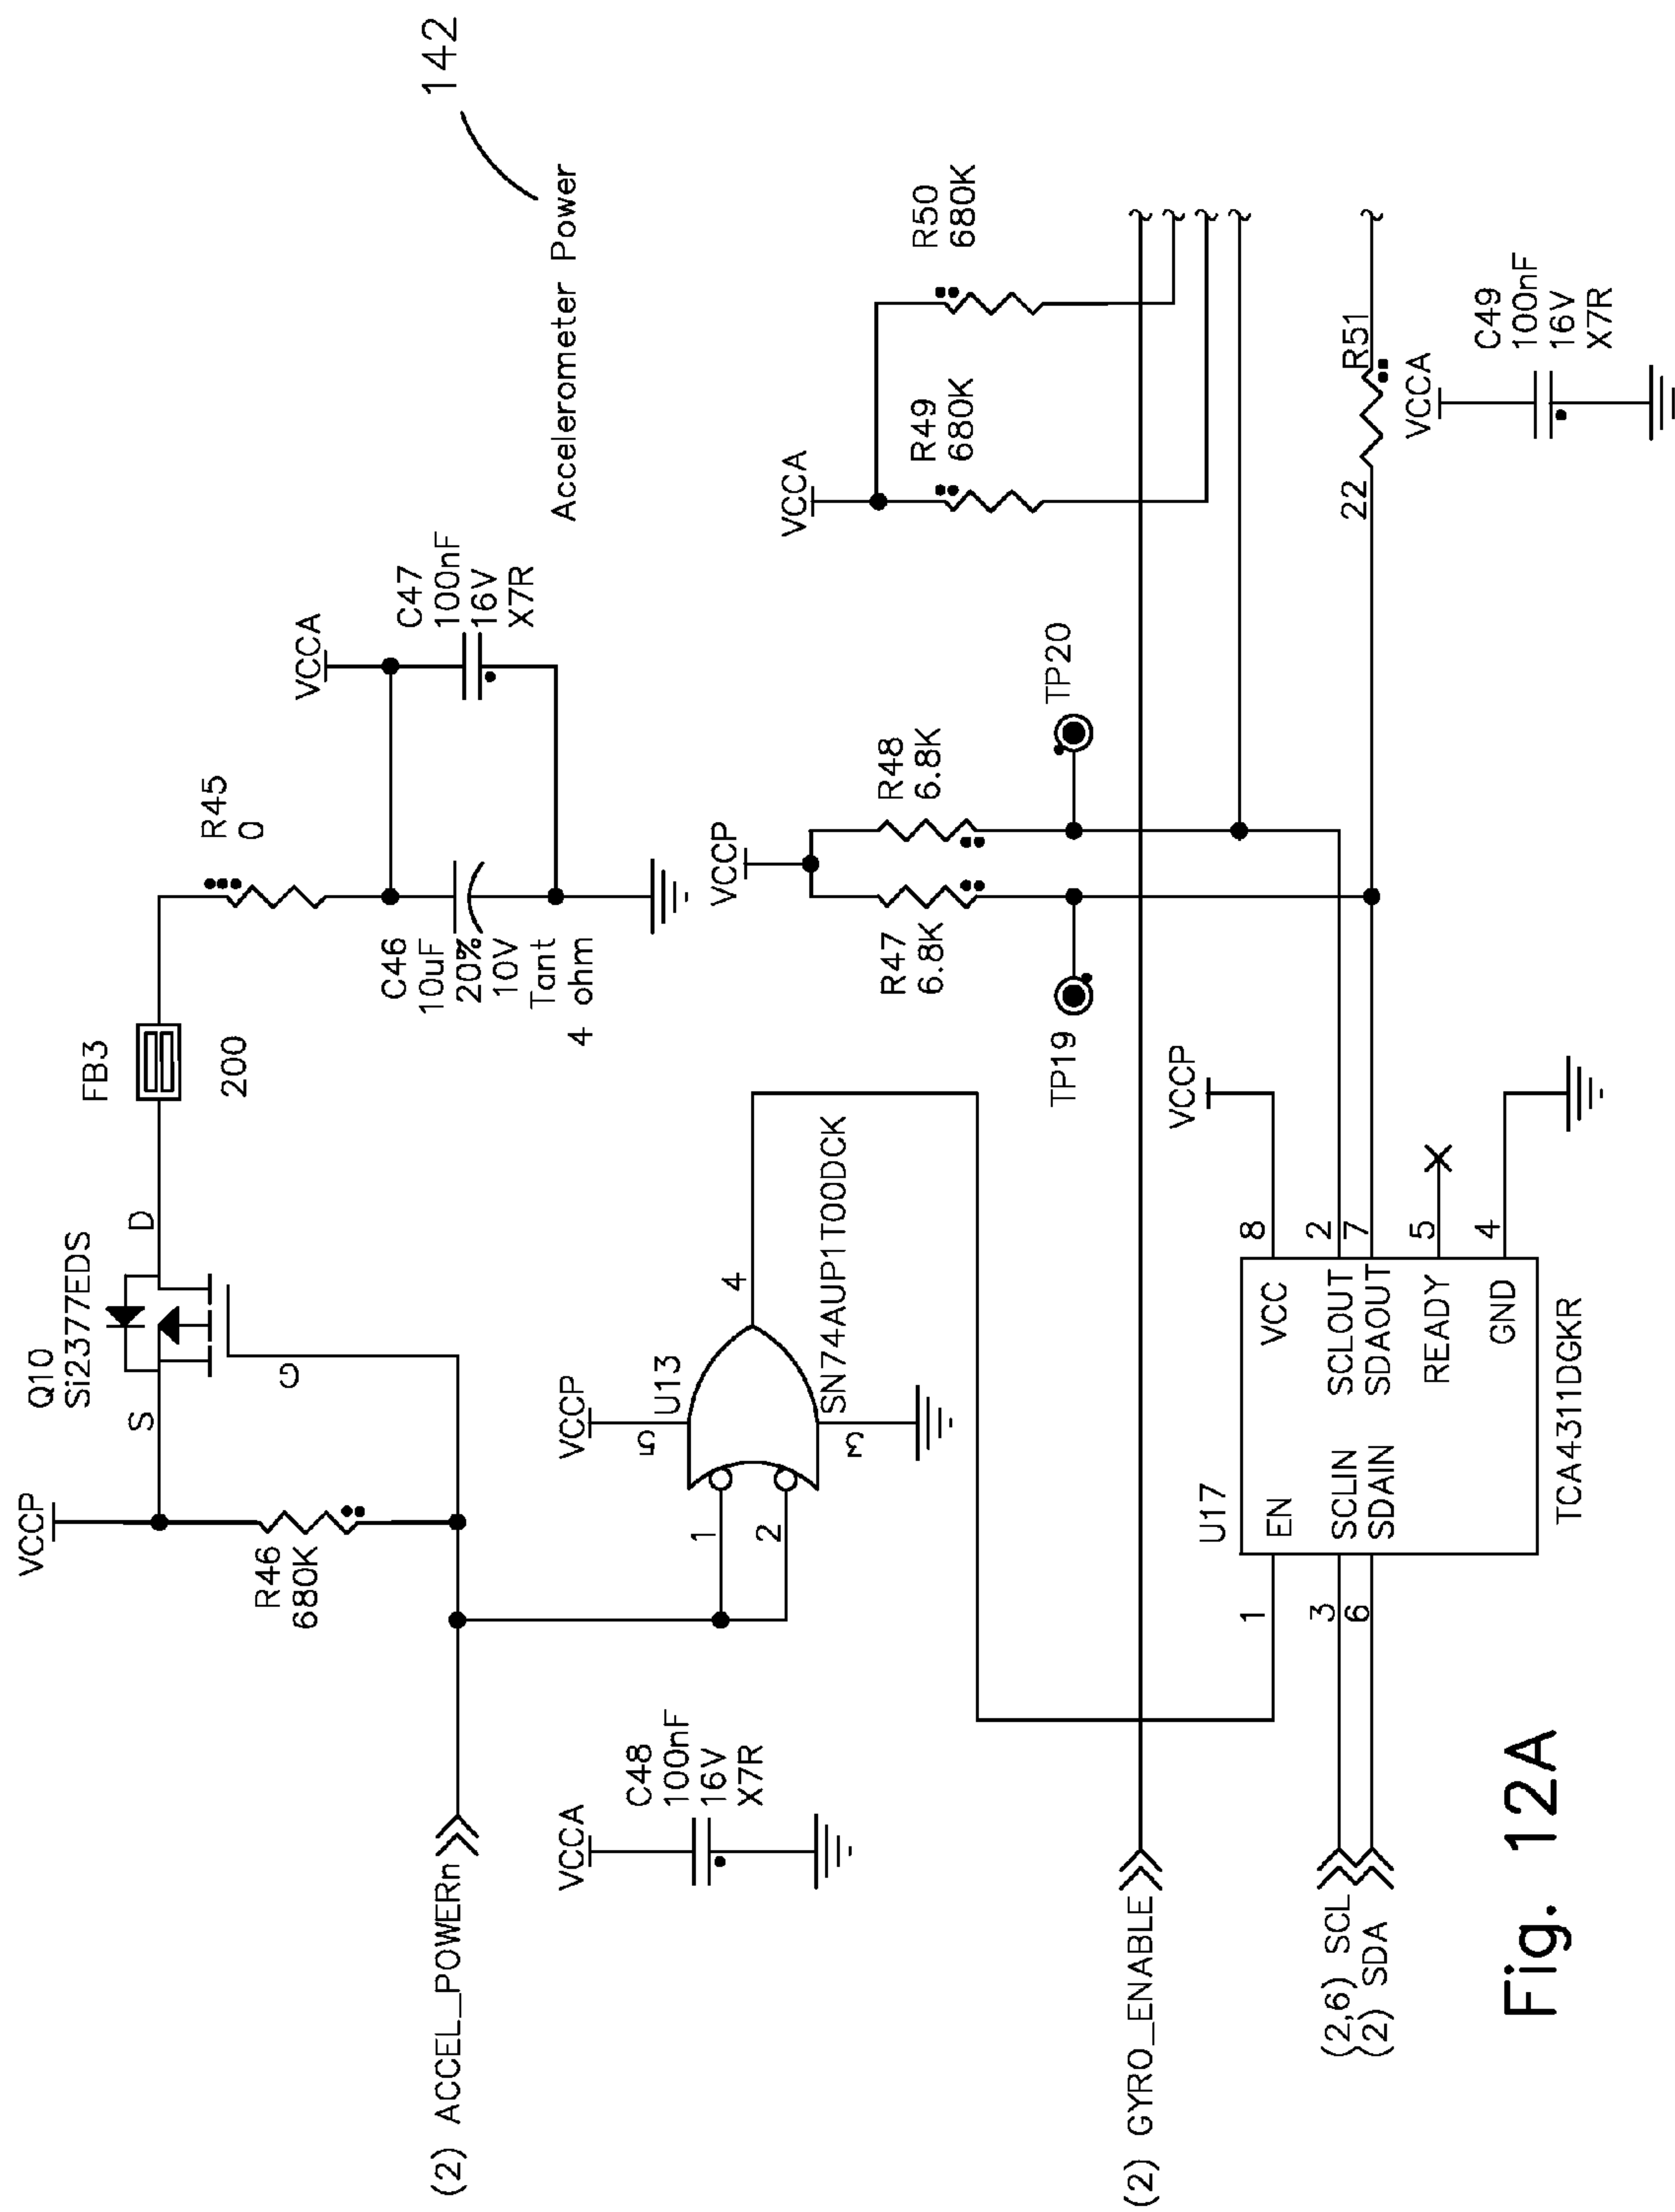 142
Accelerometer Power
Q10
Si2377EDS
S
D
G
FB3
200
R45
0
VCCP
R46
680K
VCCA
C46
10uF
20%
10V
Tant
4 ohm
C47
100nF
16V
X7R
(2) ACCEL_POWERn
VCCP
5
U13
1
2
3
4
SN74AUP1T00DCK
VCCA
C48
100nF
16V
X7R
VCCP
R47
6.8K
R48
6.8K
TP19
TP20
VCCA
R49
680K
R50
680K
(2) GYRO_ENABLE
VCCP
U17
1
EN
VCC
8
(2,6) SCL
3
SCLIN
SCLOUT
2
(2) SDA
6
SDAIN
SDAOUT
7
READY
5
GND
4
TCA4311DGKR
22
R51
VCCA
C49
100nF
16V
X7R
Fig. 12A